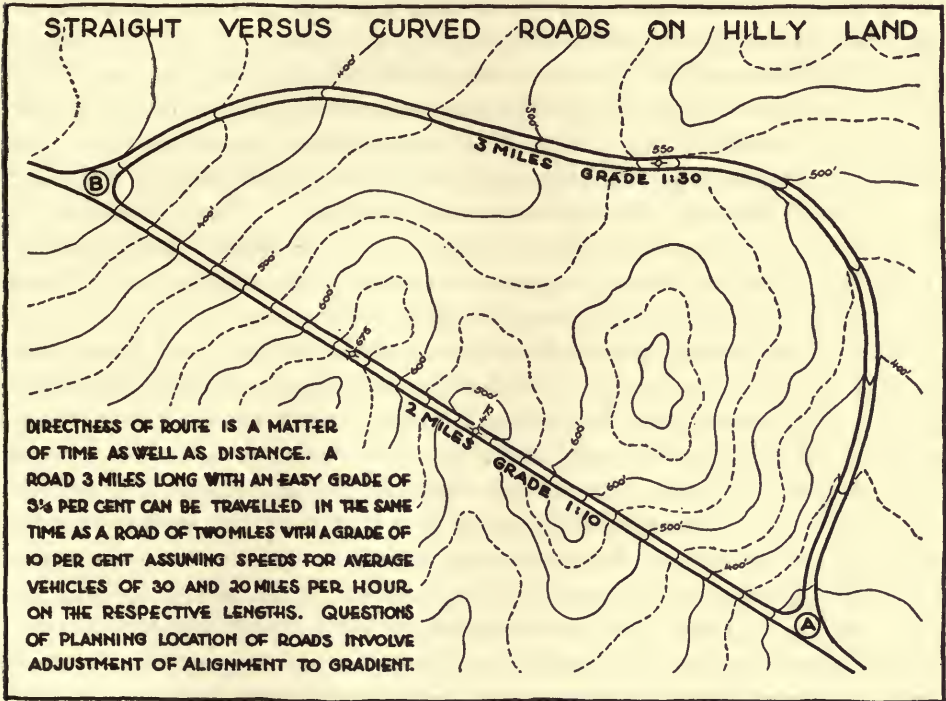 STRAIGHT VERSUS CURVED ROADS ON HILLY LAND
400'
500'
3 MILES GRADE 1:30
550
500'
B
400'
500'
600'
675
600'
500'
475
400'
2 MILES GRADE 1:10
600'
600'
500'
400'
A
DIRECTNESS OF ROUTE IS A MATTER
OF TIME AS WELL AS DISTANCE. A
ROAD 3 MILES LONG WITH AN EASY GRADE OF
3⅓ PER CENT CAN BE TRAVELLED IN THE SAME
TIME AS A ROAD OF TWO MILES WITH A GRADE OF
10 PER CENT ASSUMING SPEEDS FOR AVERAGE
VEHICLES OF 30 AND 20 MILES PER HOUR
ON THE RESPECTIVE LENGTHS. QUESTIONS
OF PLANNING LOCATION OF ROADS INVOLVE
ADJUSTMENT OF ALIGNMENT TO GRADIENT.